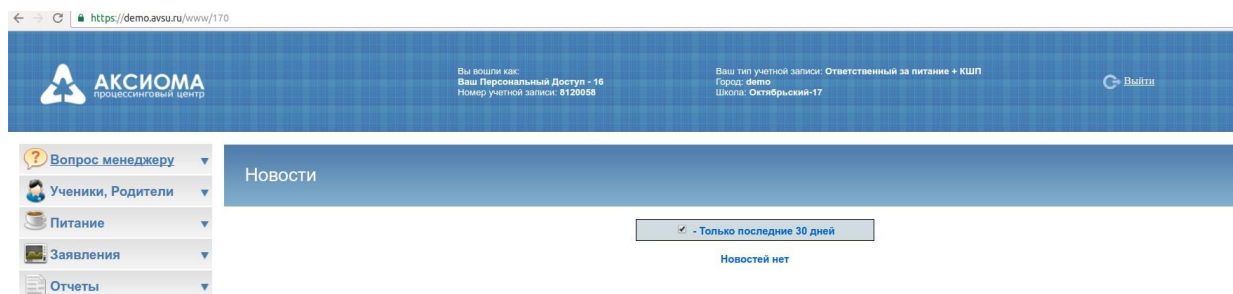 https://demo.avsu.ru/www/170
АКСИОМА
процессинговый центр
Вы вошли как:
Ваш Персональный Доступ - 16
Номер учетной записи: 8120058
Ваш тип учетной записи: Ответственный за питание + КШП
Город: demo
Школа: Октябрьский-17
Выйти
Вопрос менеджеру
Ученики, Родители
Питание
Заявления
Отчеты
Новости
- Только последние 30 дней
Новостей нет